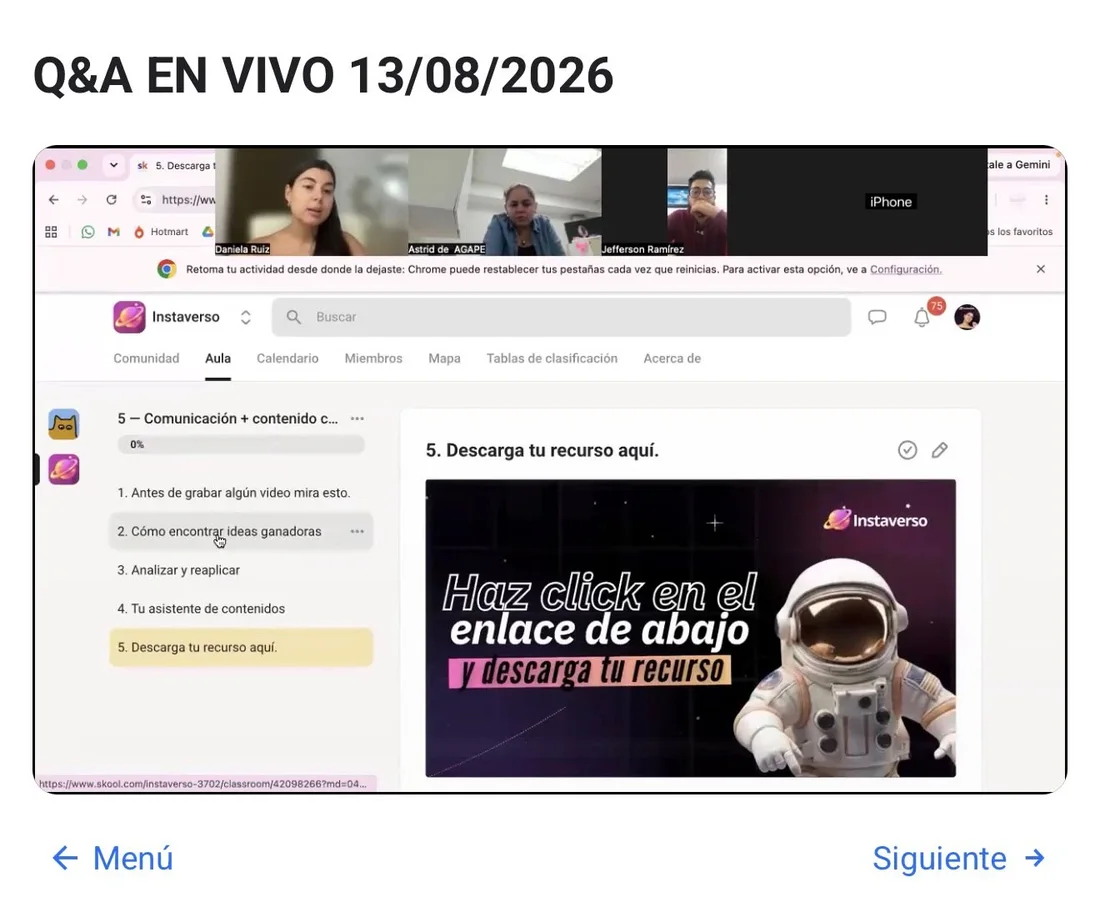 Q&A EN VIVO 13/08/2026
sk 5. Descarga t
ale a Gemini
https://ww
Hotmart
os los favoritos
Daniela Ruiz
Astrid de AGAPE
Jefferson Ramírez
iPhone
Retoma tu actividad desde donde la dejaste: Chrome puede restablecer tus pestañas cada vez que reinicias. Para activar esta opción, ve a Configuración.
Instaverso
Buscar
75
Comunidad
Aula
Calendario
Miembros
Mapa
Tablas de clasificación
Acerca de
5 — Comunicación + contenido c...
0%
1. Antes de grabar algún video mira esto.
2. Cómo encontrar ideas ganadoras
3. Analizar y reaplicar
4. Tu asistente de contenidos
5. Descarga tu recurso aquí.
5. Descarga tu recurso aquí.
Instaverso
Haz click en el
enlace de abajo
y descarga tu recurso
https://www.skool.com/instaverso-3702/classroom/42098266?md=04...
← Menú
Siguiente →